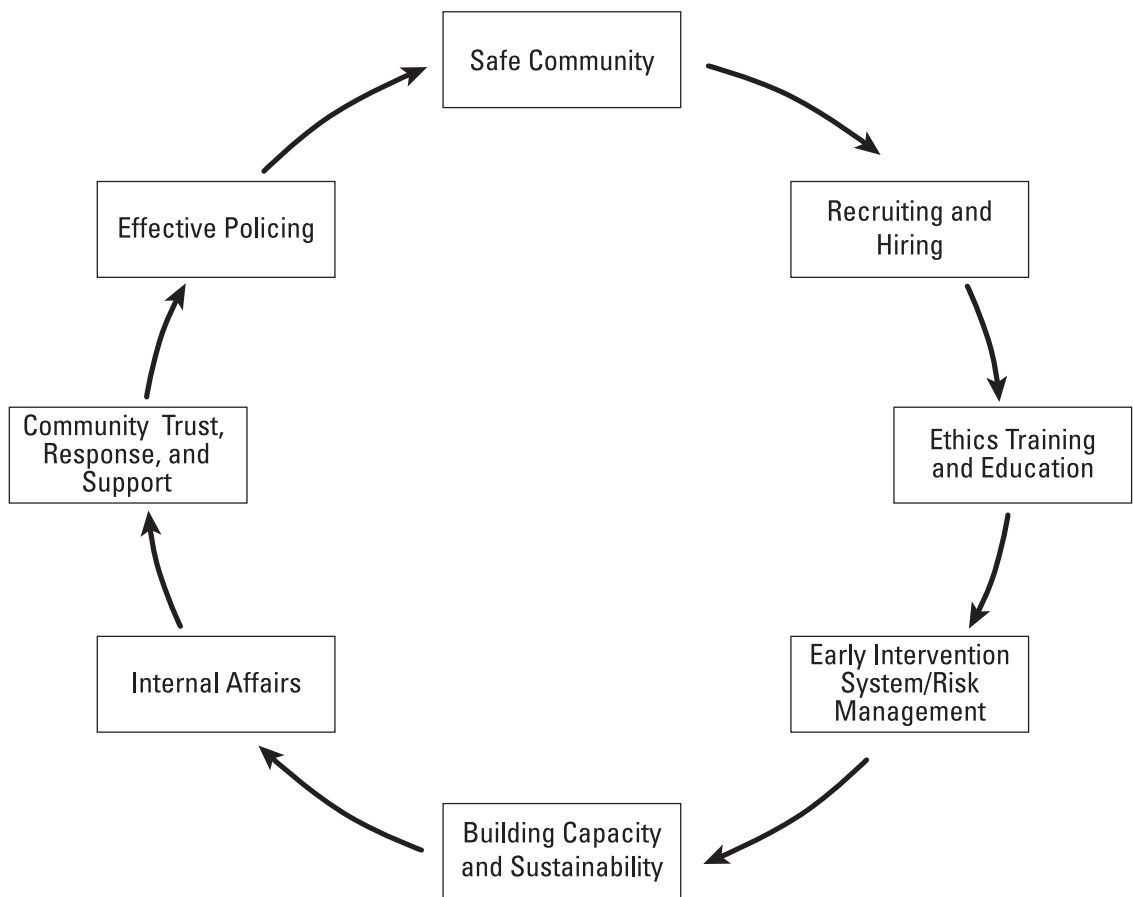 Safe Community
Recruiting and
Hiring
Ethics Training
and Education
Early Intervention
System/Risk
Management
Building Capacity
and Sustainability
Internal Affairs
Community Trust,
Response, and
Support
Effective Policing